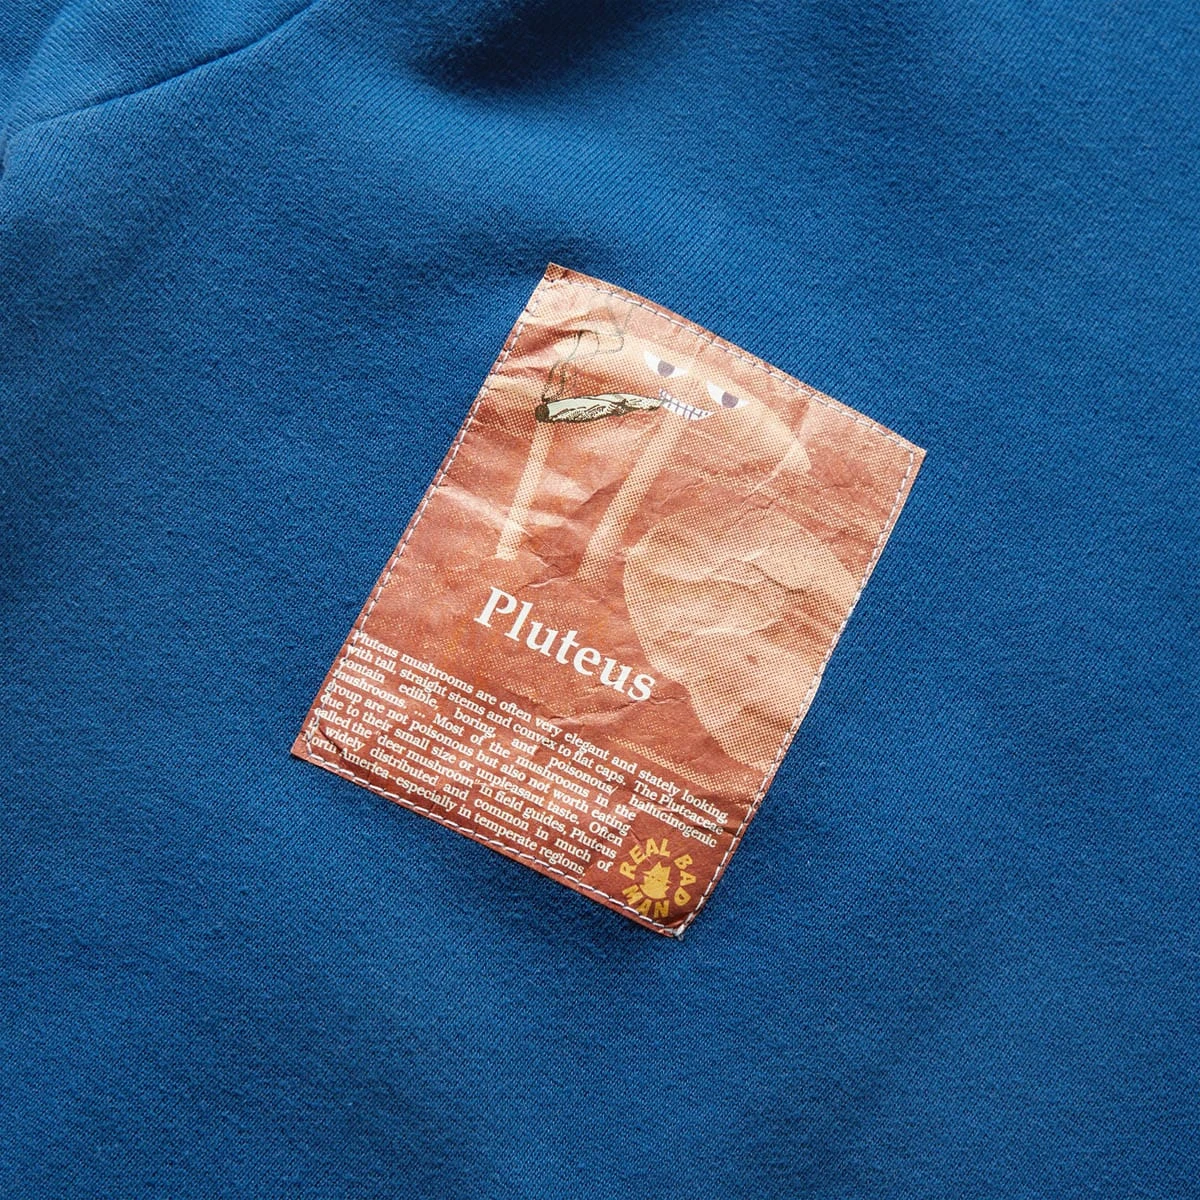 Pluteus
Pluteus mushrooms are often very elegant and stately looking,
with tall, straight stems and convex to flat caps. The Plutcaceae
contain edible, boring, and poisonous/ hallucinogenic
mushrooms. ... Most of the mushrooms in the
group are not poisonous but also not worth eating
due to their small size or unpleasant taste. Often
called the "deer mushroom" in field guides, Pluteus
is widely distributed and common in much of
North America–especially in temperate regions.
REAL BAD
MAN